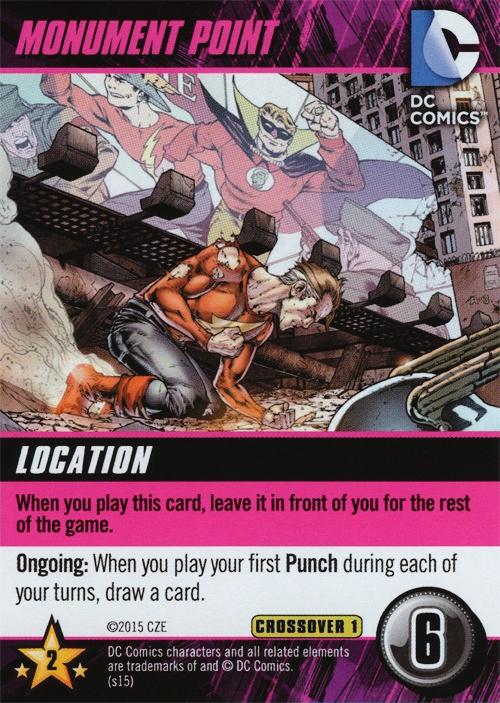 MONUMENT POINT
DC
DC
COMICS™
LOCATION
When you play this card, leave it in front of you for the rest
of the game.
Ongoing: When you play your first Punch during each of
your turns, draw a card.
©2015 CZE
CROSSOVER 1
6
2
DC Comics characters and all related elements
are trademarks of and © DC Comics.
(s15)